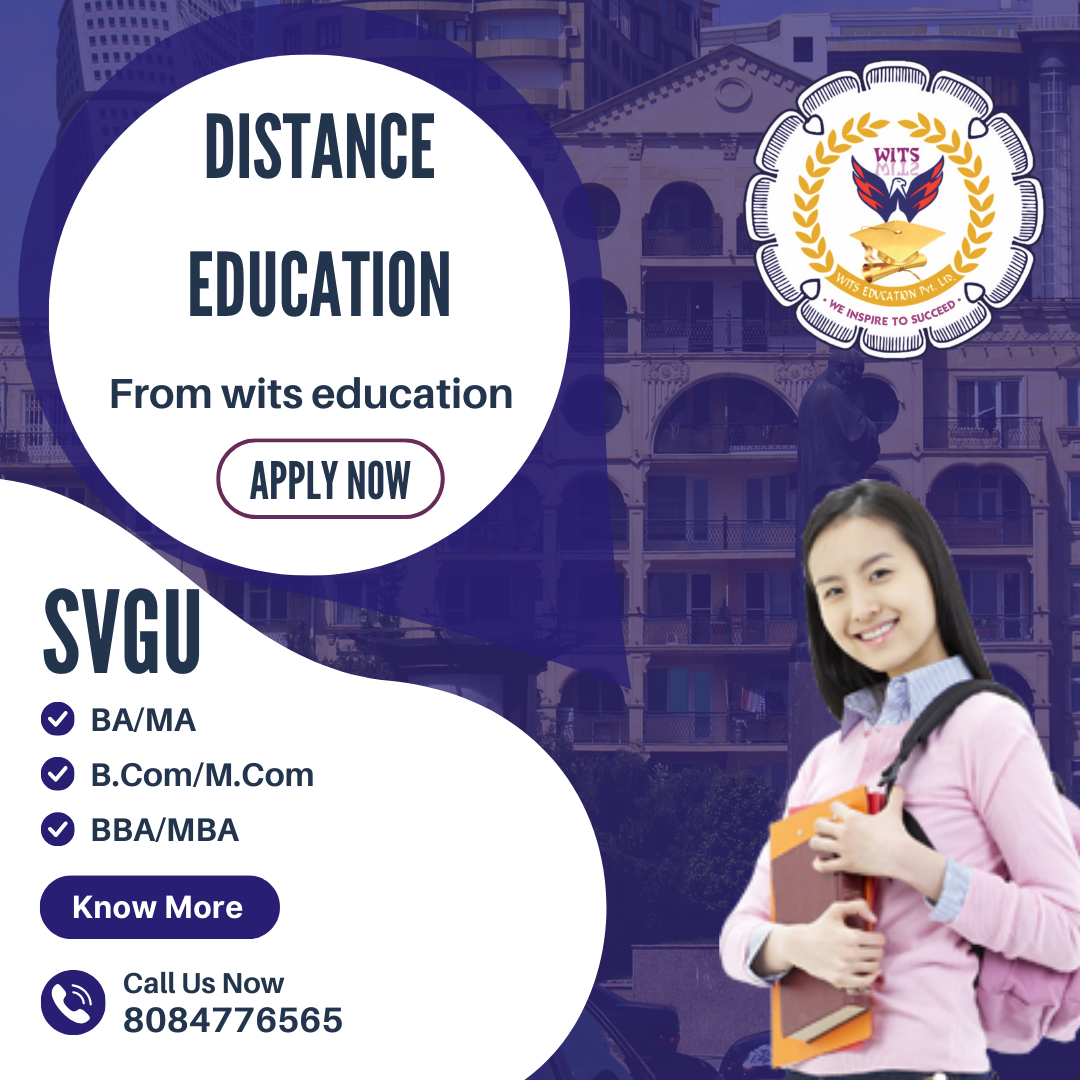 DISTANCE
EDUCATION
From wits education
APPLY NOW
WITS
WITS
WITS EDUCATION Pvt. Ltd.
• WE INSPIRE TO SUCCEED •
SVGU
BA/MA
B.Com/M.Com
BBA/MBA
Know More
Call Us Now
8084776565